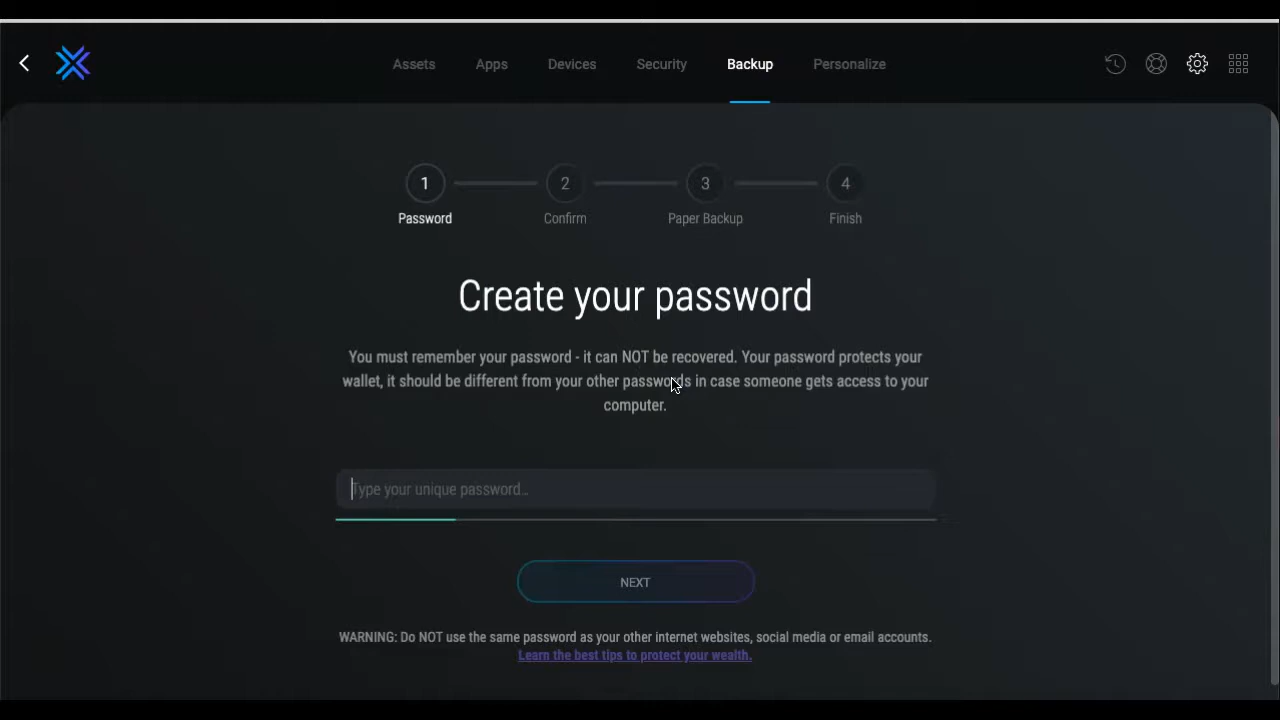 Assets Apps Devices Security Backup Personalize
1 2 3 4
Password Confirm Paper Backup Finish
Create your password
You must remember your password - it can NOT be recovered. Your password protects your
wallet, it should be different from your other passwords in case someone gets access to your
computer.
Type your unique password...
NEXT
WARNING: Do NOT use the same password as your other internet websites, social media or email accounts.
Learn the best tips to protect your wealth.